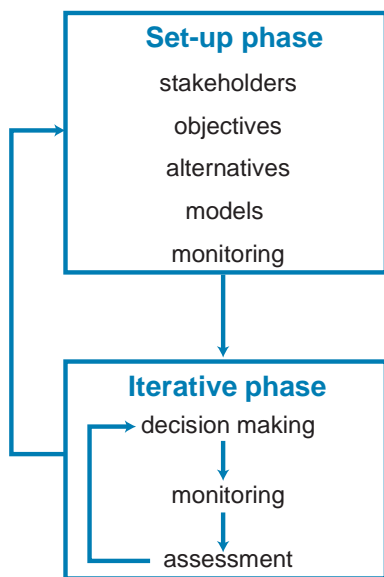 Set-up phase
stakeholders
objectives
alternatives
models
monitoring
Iterative phase
decision making
monitoring
assessment